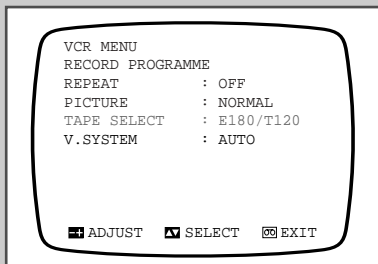 VCR MENU
RECORD PROGRAMME
REPEAT : OFF
PICTURE : NORMAL
TAPE SELECT : E180/T120
V.SYSTEM : AUTO
-+ ADJUST ▲▼ SELECT EXIT